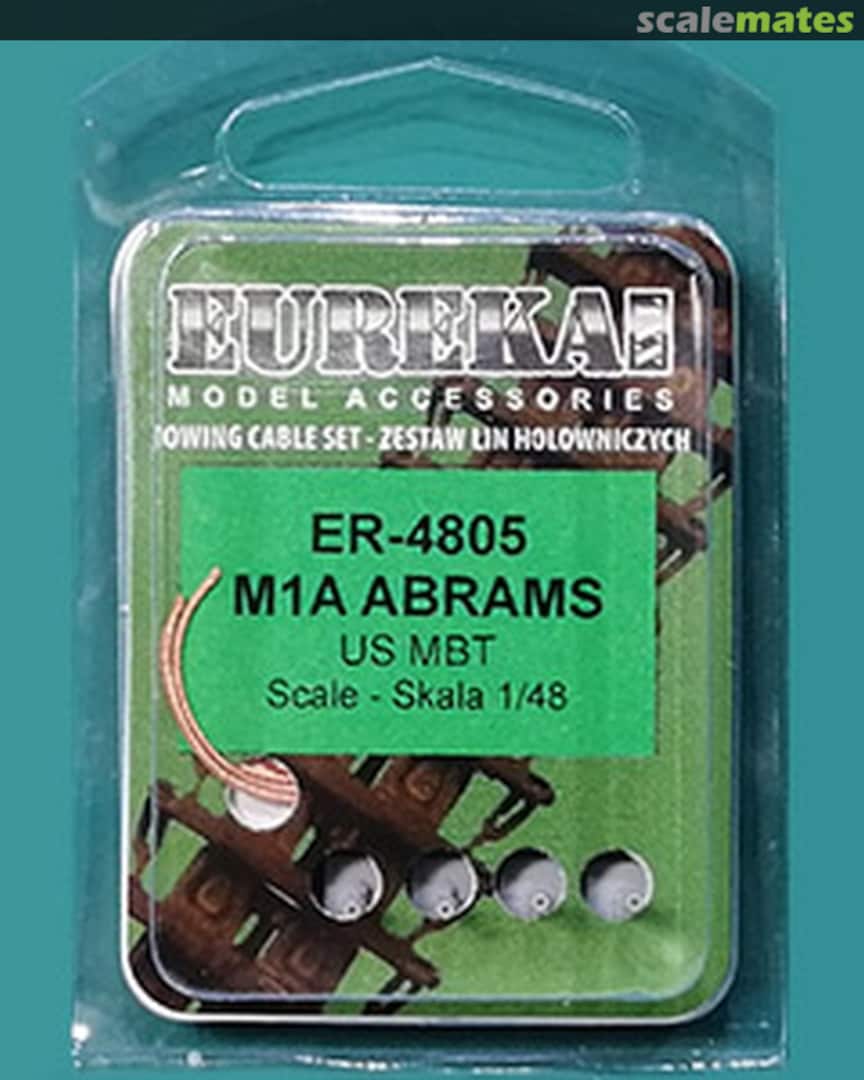 scalemates
EUREKA XXL
MODEL ACCESSORIES
TOWING CABLE SET - ZESTAW LIN HOLOWNICZYCH
ER-4805
M1A ABRAMS
US MBT
Scale - Skala 1/48